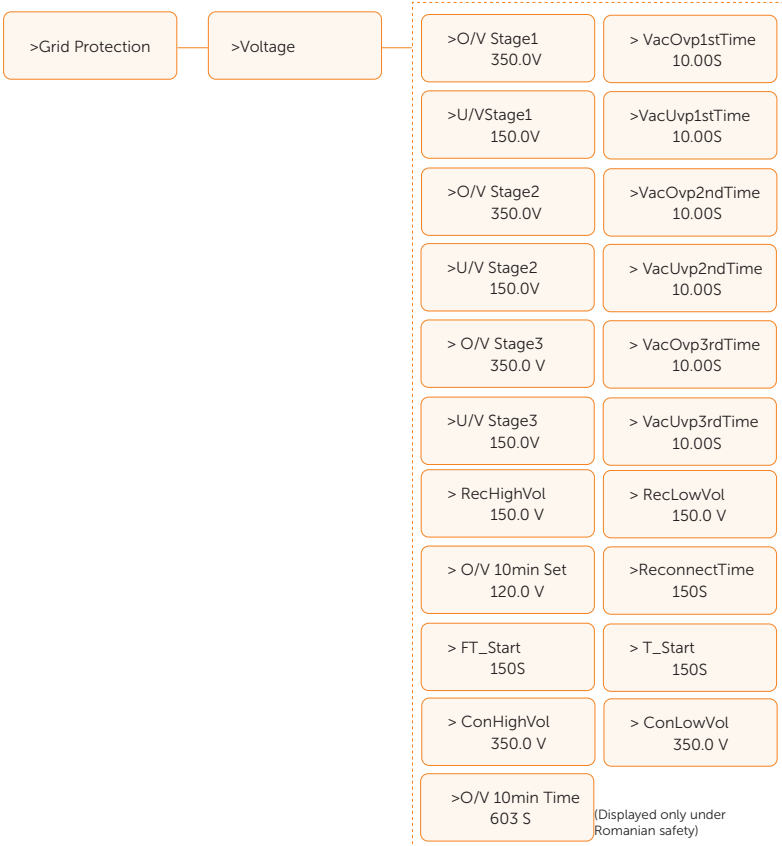 >Grid Protection
>Voltage
>O/V Stage1
350.0V
> VacOvp1stTime
10.00S
>U/VStage1
150.0V
>VacUvp1stTime
10.00S
>O/V Stage2
350.0V
>VacOvp2ndTime
10.00S
>U/V Stage2
150.0V
> VacUvp2ndTime
10.00S
> O/V Stage3
350.0 V
> VacOvp3rdTime
10.00S
>U/V Stage3
150.0V
> VacUvp3rdTime
10.00S
> RecHighVol
150.0 V
> RecLowVol
150.0 V
> O/V 10min Set
120.0 V
>ReconnectTime
150S
> FT_Start
150S
> T_Start
150S
> ConHighVol
350.0 V
> ConLowVol
350.0 V
>O/V 10min Time
603 S
(Displayed only under
Romanian safety)